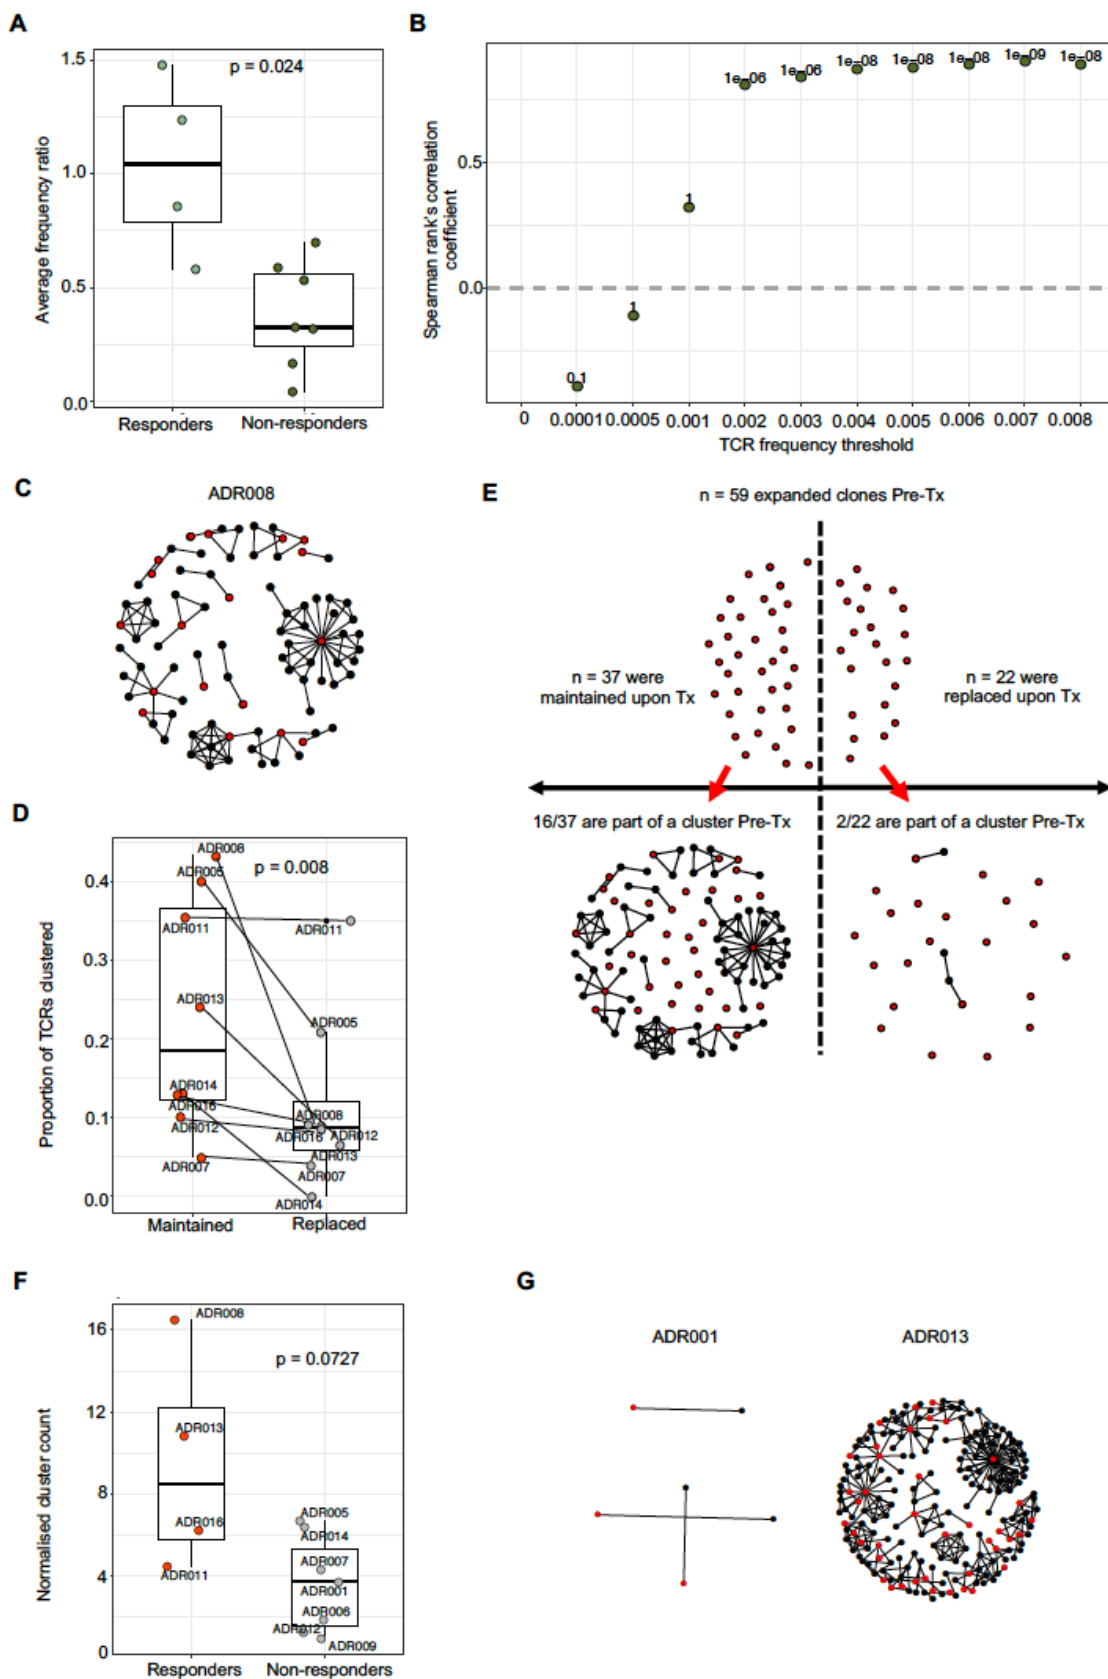 A
1.5
p = 0.024
1.0
0.5
0.0
Average frequency ratio
Responders
Non-responders
B
1e-06
1e-06
1e-08
1e-08
1e-08
1e-09
1e-08
0.5
1
0.0
1
0.1
Spearman rank's correlation
coefficient
0
0.0001
0.0005
0.001
0.002
0.003
0.004
0.005
0.006
0.007
0.008
TCR frequency threshold
C
ADR008
E
n = 59 expanded clones Pre-Tx
n = 37 were
maintained upon Tx
n = 22 were
replaced upon Tx
16/37 are part of a cluster Pre-Tx
2/22 are part of a cluster Pre-Tx
D
ADR008
p = 0.008
ADR005
0.4
ADR011
ADR011
0.3
ADR013
0.2
ADR005
ADR014
ADR016
0.1
ADR008
ADR012
ADR016
ADR012
ADR013
ADR007
ADR007
0.0
ADR014
Proportion of TCRs clustered
Maintained
Replaced
F
ADR008
16
p = 0.0727
12
ADR013
8
ADR016
ADR005
ADR014
4
ADR011
ADR007
ADR001
ADR006
ADR012
ADR009
0
Normalised cluster count
Responders
Non-responders
G
ADR001
ADR013